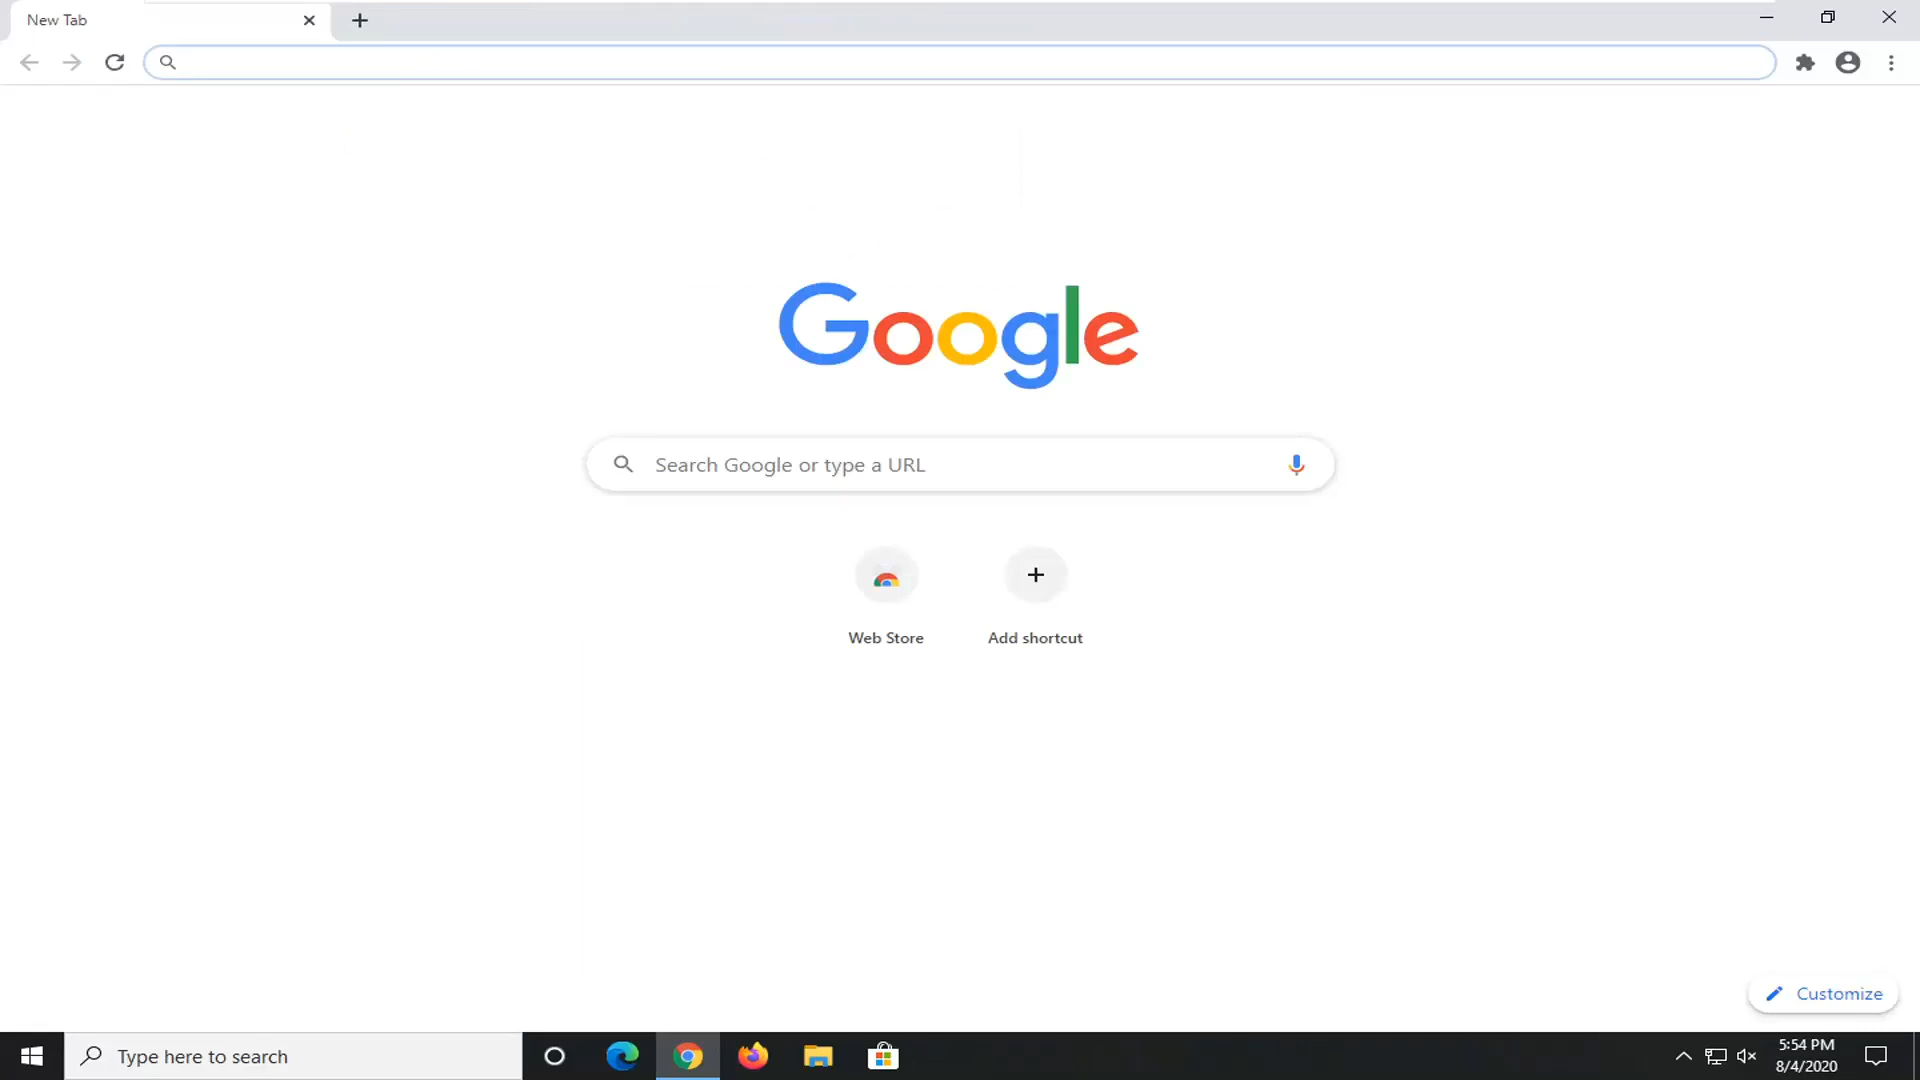 New Tab
Google
Search Google or type a URL
Web Store
Add shortcut
Customize
Type here to search
5:54 PM
8/4/2020